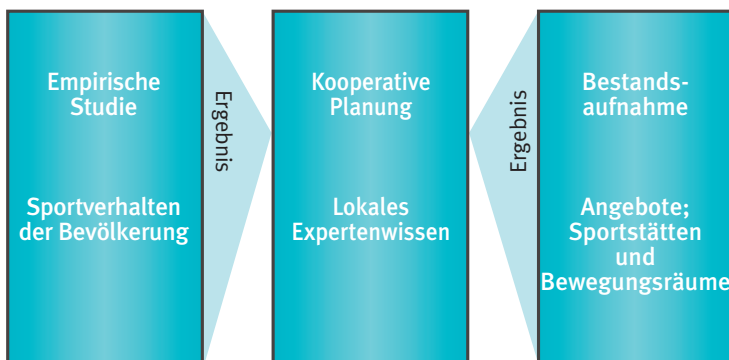 Empirische
Studie
Sportverhalten
der Bevölkerung
Ergebnis
Kooperative
Planung
Lokales
Expertenwissen
Ergebnis
Bestands-
aufnahme
Angebote;
Sportstätten
und
Bewegungsräume